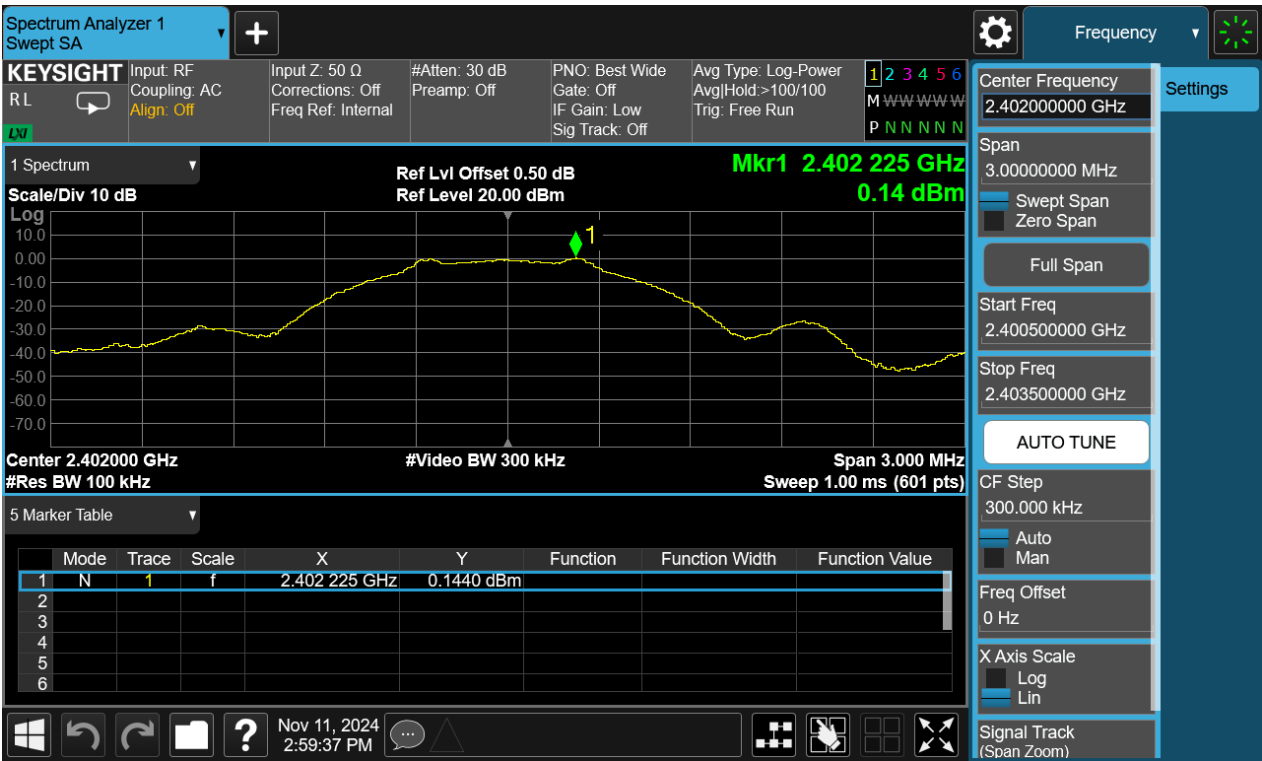 Spectrum Analyzer 1
Swept SA
Frequency
KEYSIGHT
R L
LXI
Input: RF
Coupling: AC
Align: Off
Input Z: 50 Ω
Corrections: Off
Freq Ref: Internal
#Atten: 30 dB
Preamp: Off
PNO: Best Wide
Gate: Off
IF Gain: Low
Sig Track: Off
Avg Type: Log-Power
Avg|Hold:>100/100
Trig: Free Run
1 2 3 4 5 6
M W W W W W
P N N N N N
1 Spectrum
Scale/Div 10 dB
Ref Lvl Offset 0.50 dB
Ref Level 20.00 dBm
Mkr1 2.402 225 GHz
0.14 dBm
Log
10.0
0.00
-10.0
-20.0
-30.0
-40.0
-50.0
-60.0
-70.0
1
Center 2.402000 GHz
#Video BW 300 kHz
Span 3.000 MHz
#Res BW 100 kHz
Sweep 1.00 ms (601 pts)
5 Marker Table
Mode Trace Scale X Y Function Function Width Function Value
1 N 1 f 2.402 225 GHz 0.1440 dBm
2
3
4
5
6
Nov 11, 2024
2:59:37 PM
Center Frequency
2.402000000 GHz
Settings
Span
3.00000000 MHz
Swept Span
Zero Span
Full Span
Start Freq
2.400500000 GHz
Stop Freq
2.403500000 GHz
AUTO TUNE
CF Step
300.000 kHz
Auto
Man
Freq Offset
0 Hz
X Axis Scale
Log
Lin
Signal Track
(Span Zoom)